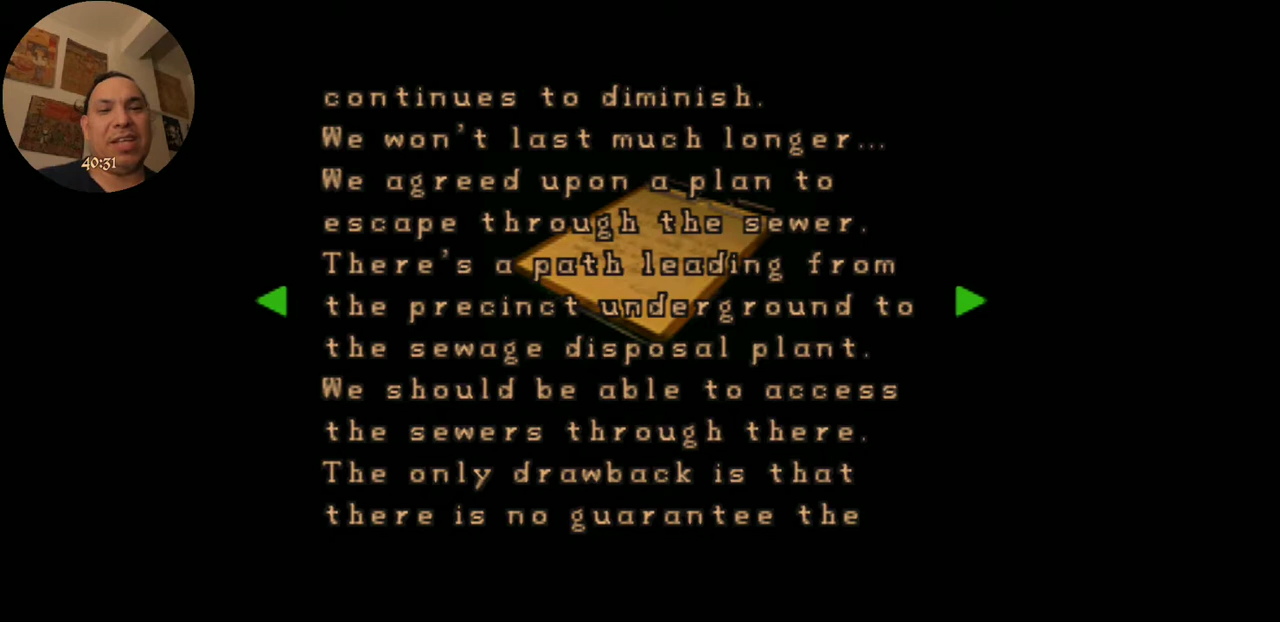 40:31
continues to diminish.
We won't last much longer...
We agreed upon a plan to
escape through the sewer.
There's a path leading from
the precinct underground to
the sewage disposal plant.
We should be able to access
the sewers through there.
The only drawback is that
there is no guarantee the